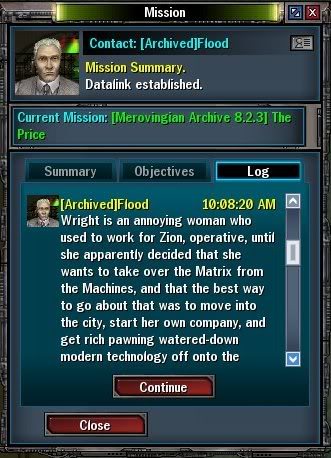 Mission
Contact: [Archived]Flood
Mission Summary.
Datalink established.
Current Mission: [Merovingian Archive 8.2.3] The
Price
Summary Objectives Log
[Archived]Flood 10:08:20 AM
Wright is an annoying woman who
used to work for Zion, operative, until
she apparently decided that she
wants to take over the Matrix from
the Machines, and that the best way
to go about that was to move into
the city, start her own company, and
get rich pawning watered-down
modern technology off onto the
Continue
Close